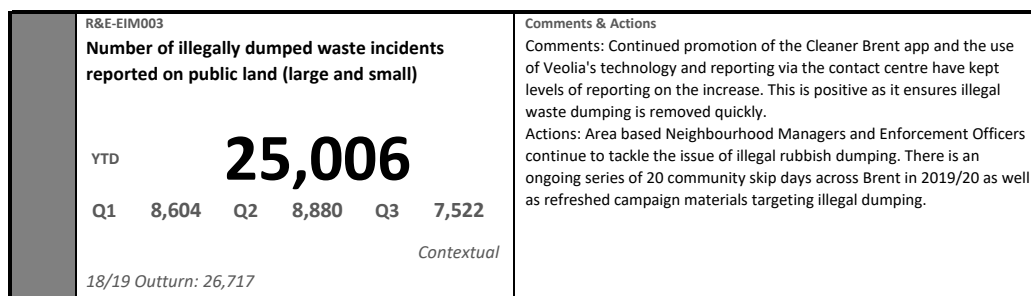 R&E-EIM003
Number of illegally dumped waste incidents
reported on public land (large and small)
YTD 25,006
Q1 8,604 Q2 8,880 Q3 7,522
Contextual
18/19 Outturn: 26,717
Comments & Actions
Comments: Continued promotion of the Cleaner Brent app and the use
of Veolia's technology and reporting via the contact centre have kept
levels of reporting on the increase. This is positive as it ensures illegal
waste dumping is removed quickly.
Actions: Area based Neighbourhood Managers and Enforcement Officers
continue to tackle the issue of illegal rubbish dumping. There is an
ongoing series of 20 community skip days across Brent in 2019/20 as well
as refreshed campaign materials targeting illegal dumping.